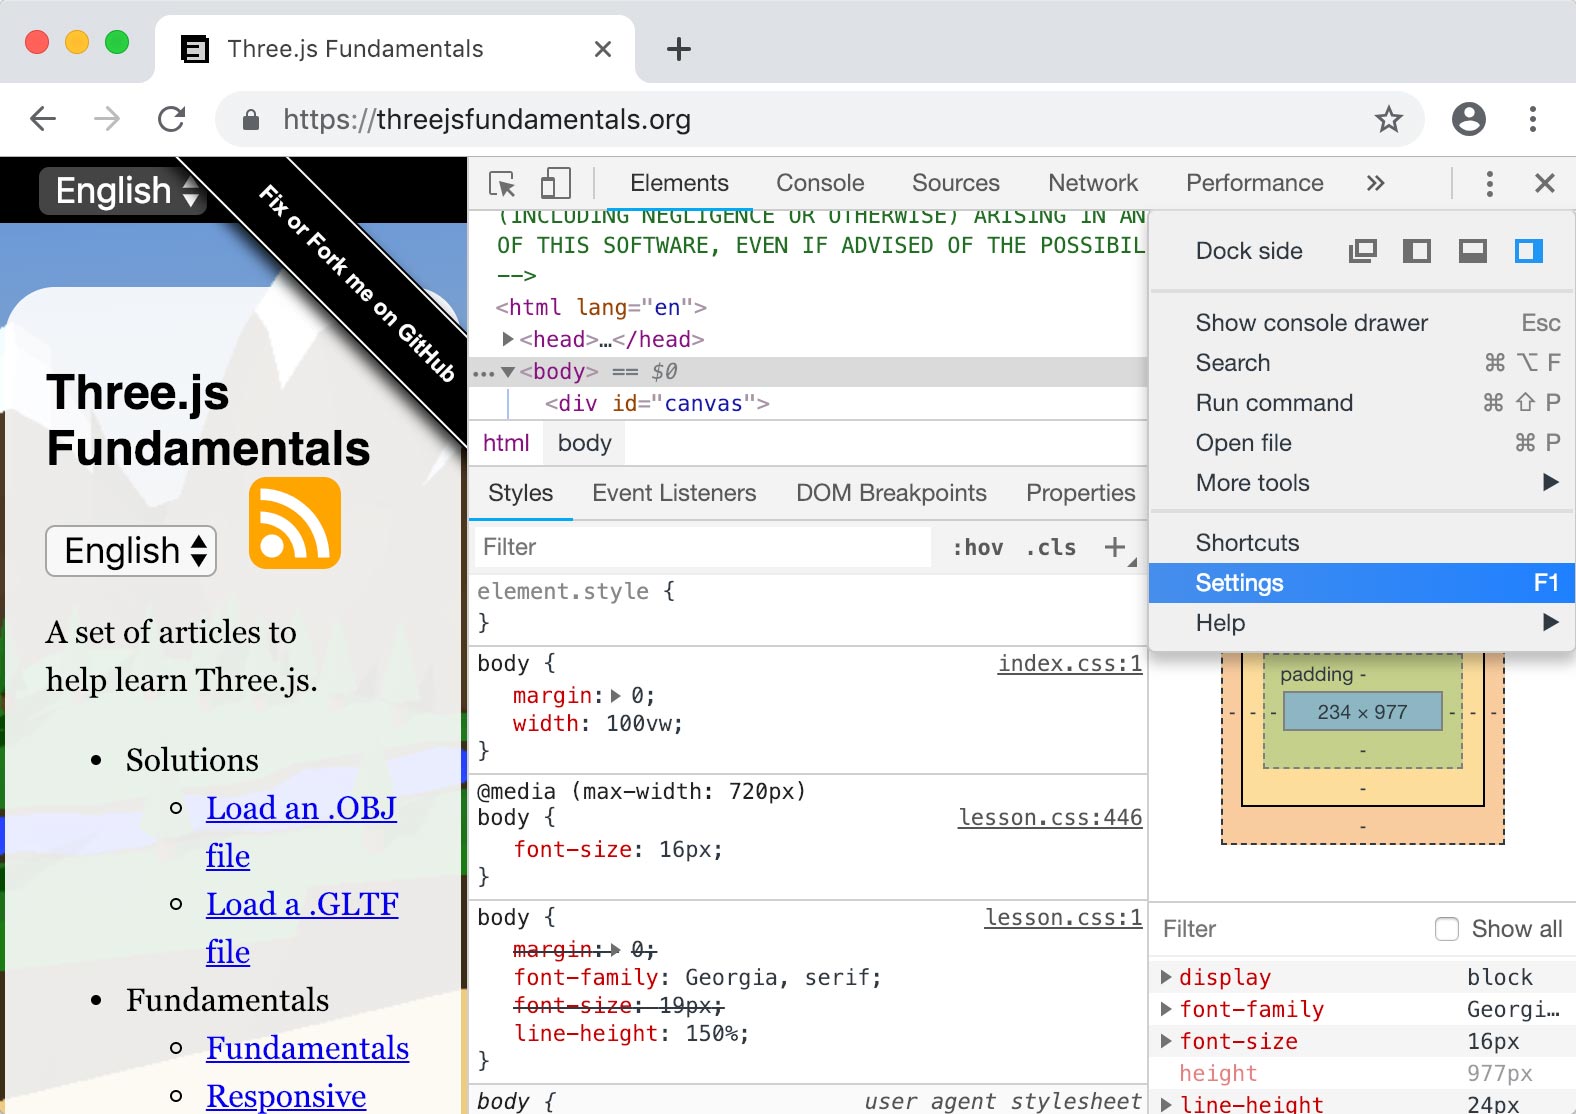 Three.js Fundamentals
https://threejsfundamentals.org
English
Fix or Fork me on GitHub
Three.js
Fundamentals
English
A set of articles to
help learn Three.js.
• Solutions
Load an .OBJ
file
Load a .GLTF
file
• Fundamentals
Fundamentals
Responsive
Elements Console Sources Network Performance »
(INCLUDING NEGLIGENCE OR OTHERWISE) ARISING IN AN
OF THIS SOFTWARE, EVEN IF ADVISED OF THE POSSIBIL
-->
<html lang="en">
<head>…</head>
<body> == $0
<div id="canvas">
html body
Styles Event Listeners DOM Breakpoints Properties
Filter :hov .cls +
element.style {
}
body { index.css:1
margin: 0;
width: 100vw;
}
@media (max-width: 720px)
body { lesson.css:446
font-size: 16px;
}
body { lesson.css:1
margin: 0;
font-family: Georgia, serif;
font-size: 19px;
line-height: 150%;
}
body { user agent stylesheet
Dock side
Show console drawer Esc
Search ⌘ ⌥ F
Run command ⌘ ⇧ P
Open file ⌘ P
More tools
Shortcuts
Settings F1
Help
padding -
- - - 234 × 977 - - -
-
-
-
Filter Show all
display block
font-family Georgi…
font-size 16px
height 977px
line-height 24px